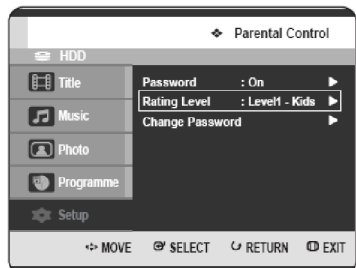 Parental Control
HDD
Title
Password : On
Rating Level : Level1 - Kids
Music
Change Password
Photo
Programme
Setup
MOVE SELECT RETURN EXIT